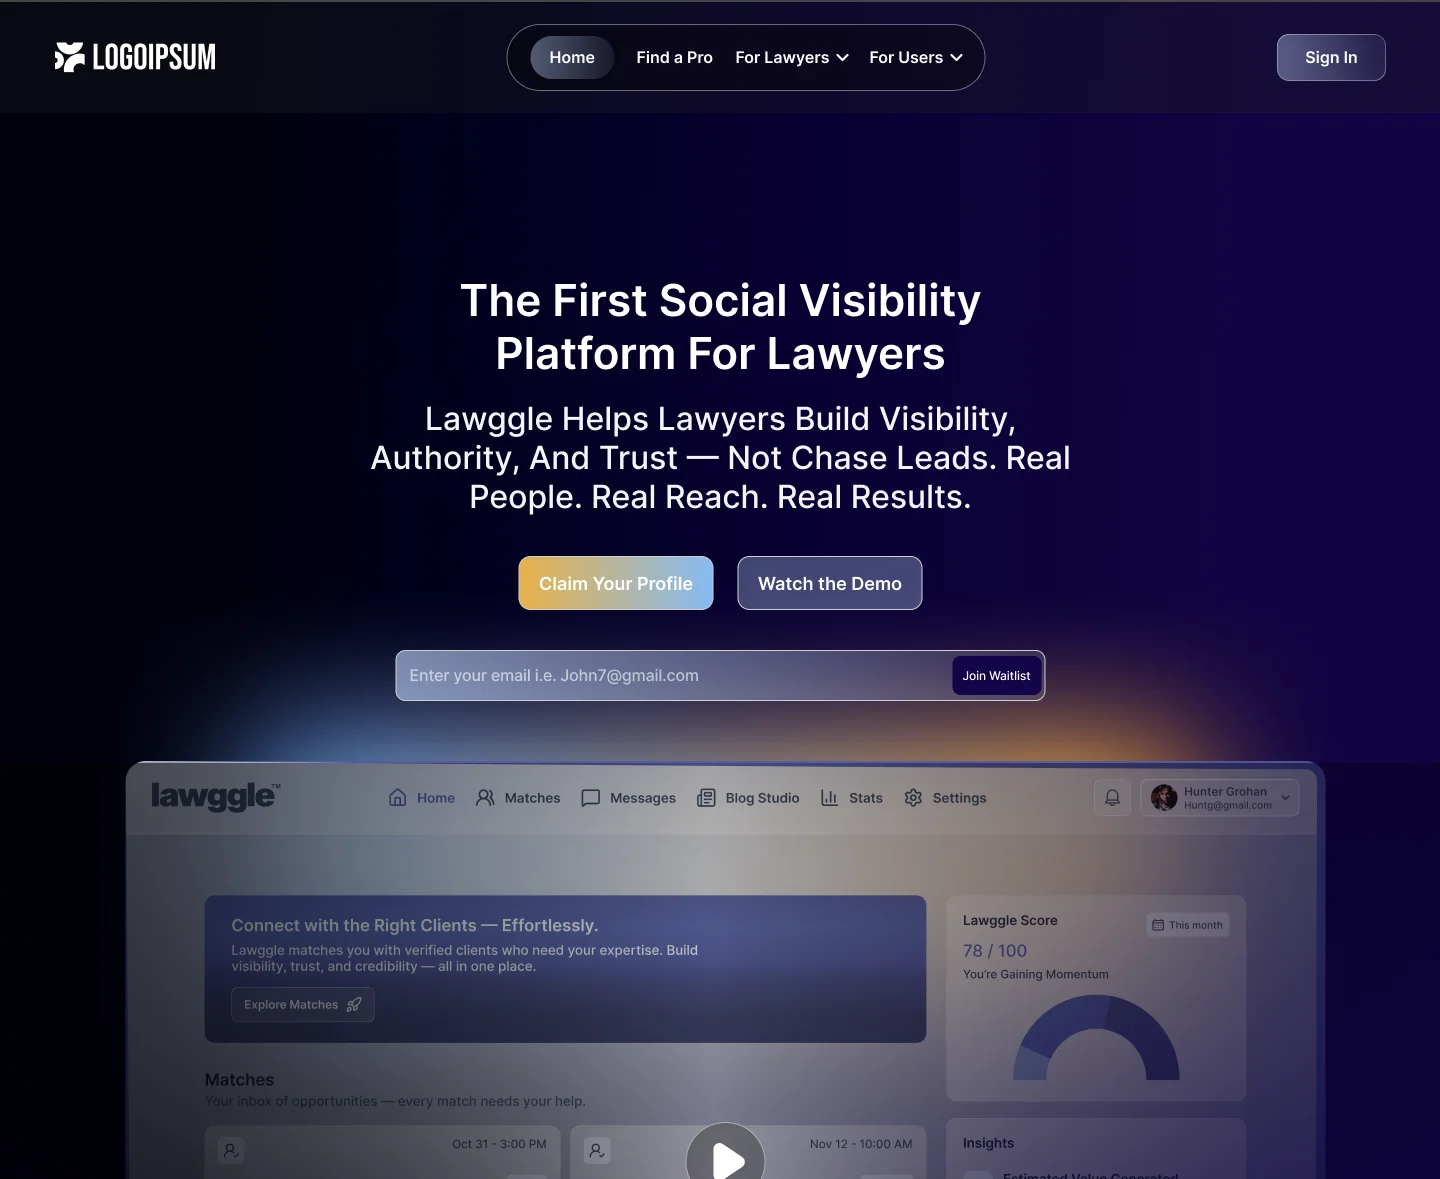 LOGOIPSUM
Home Find a Pro For Lawyers For Users
Sign In
The First Social Visibility
Platform For Lawyers
Lawggle Helps Lawyers Build Visibility,
Authority, And Trust — Not Chase Leads. Real
People. Real Reach. Real Results.
Claim Your Profile
Watch the Demo
Enter your email i.e. John7@gmail.com
Join Waitlist
lawggle™
Home Matches Messages Blog Studio Stats Settings
Hunter Grohan
Huntg@gmail.com
Connect with the Right Clients — Effortlessly.
Lawggle matches you with verified clients who need your expertise. Build
visibility, trust, and credibility — all in one place.
Explore Matches
Lawggle Score
This month
78 / 100
You're Gaining Momentum
Matches
Your inbox of opportunities — every match needs your help.
Oct 31 - 3:00 PM
Nov 12 - 10:00 AM
Insights
Estimated Value Generated